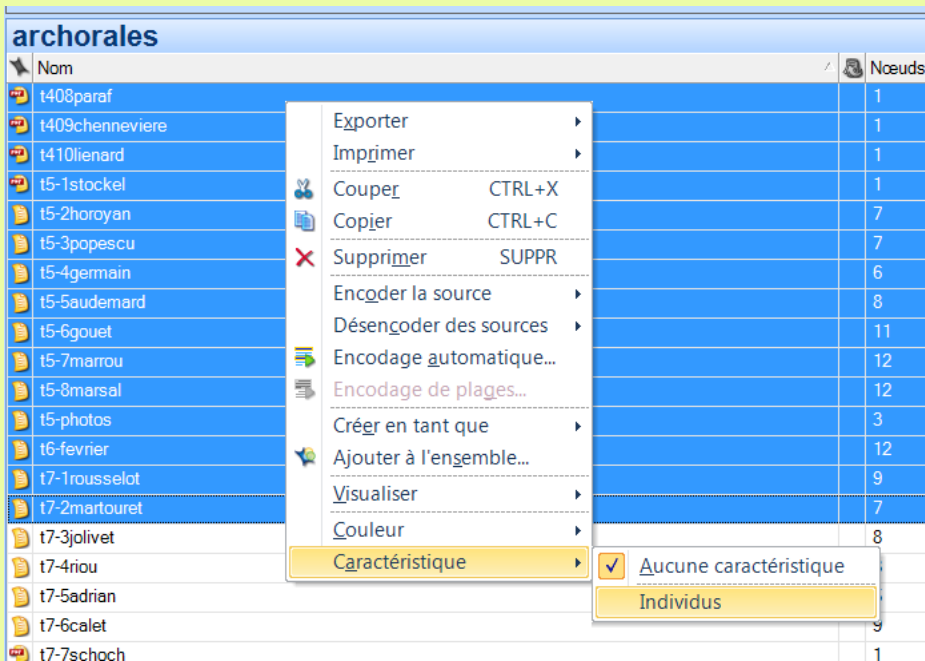 archorales
Nom Nœuds
t408paraf 1
t409chenneviere 1
t410lienard 1
t5-1stockel 1
t5-2horoyan 7
t5-3popescu 7
t5-4germain 6
t5-5audemard 8
t5-6gouet 11
t5-7marrou 12
t5-8marsal 12
t5-photos 3
t6-fevrier 12
t7-1rousselot 9
t7-2martouret 7
t7-3jolivet 8
t7-4riou
t7-5adrian
t7-6calet 9
t7-7schoch 1
Exporter
Imprimer
Couper CTRL+X
Copier CTRL+C
Supprimer SUPPR
Encoder la source
Désencoder des sources
Encodage automatique...
Encodage de plages...
Créer en tant que
Ajouter à l'ensemble...
Visualiser
Couleur
Caractéristique
Aucune caractéristique
Individus